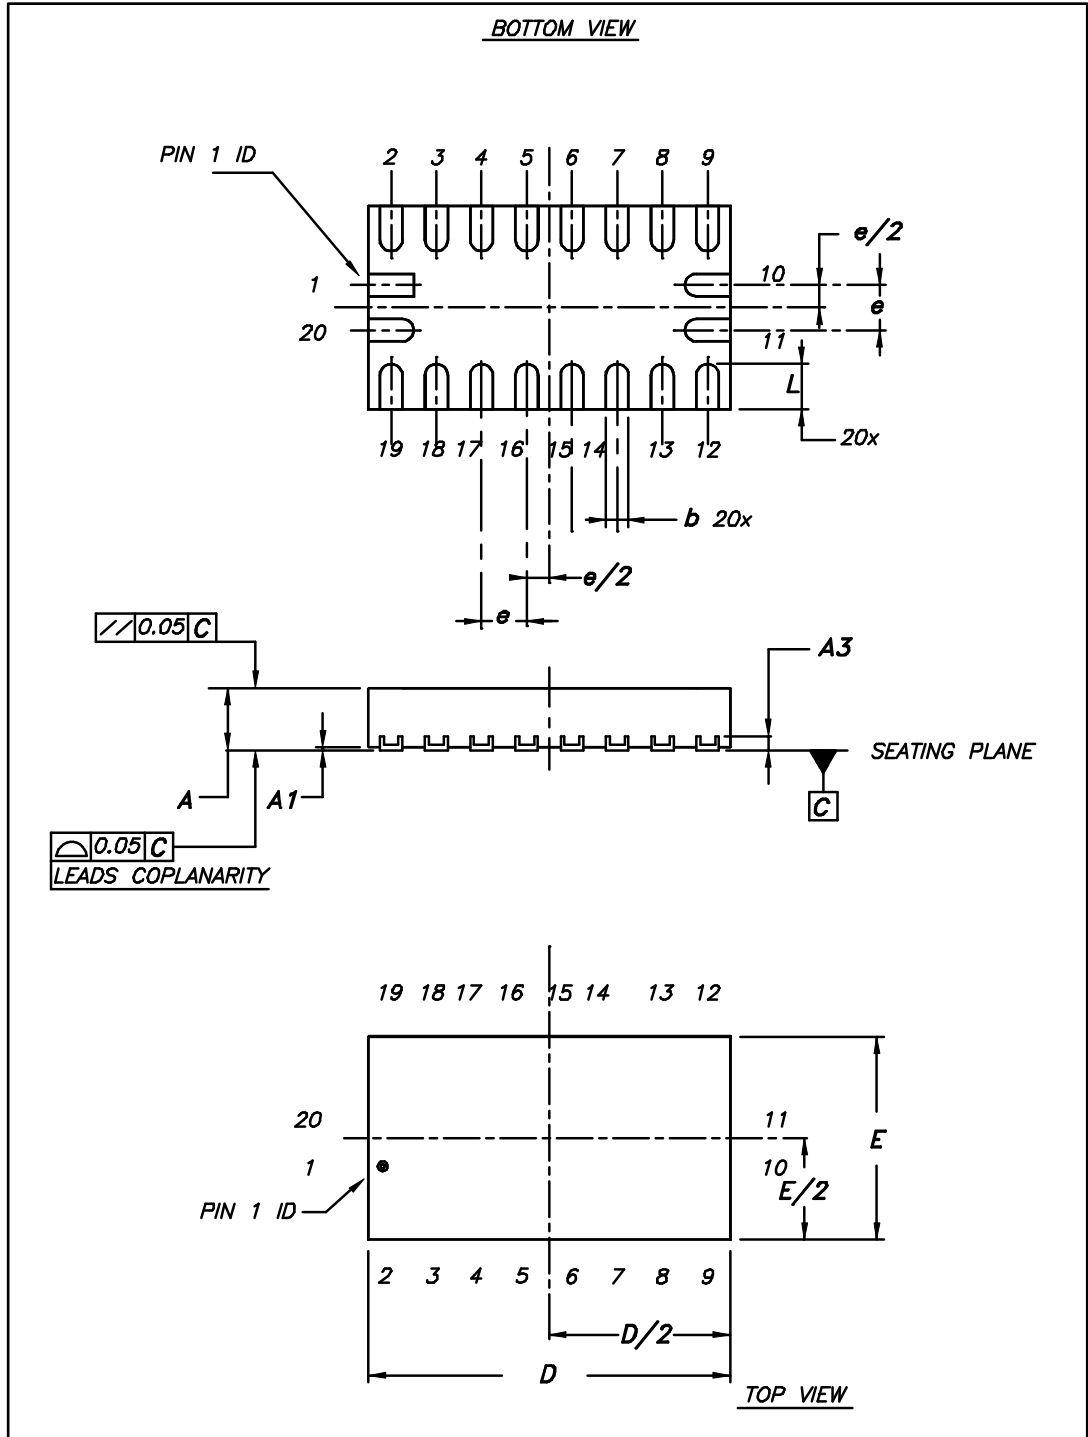 BOTTOM VIEW
PIN 1 ID
2 3 4 5 6 7 8 9
e/2
1
10
e
20
11
L
19 18 17 16 15 14 13 12
20x
b 20x
e/2
e
// 0.05 C
A3
SEATING PLANE
A
A1
C
0.05 C
LEADS COPLANARITY
19 18 17 16 15 14 13 12
20
11
E
1
10
E/2
PIN 1 ID
2 3 4 5 6 7 8 9
D/2
D
TOP VIEW